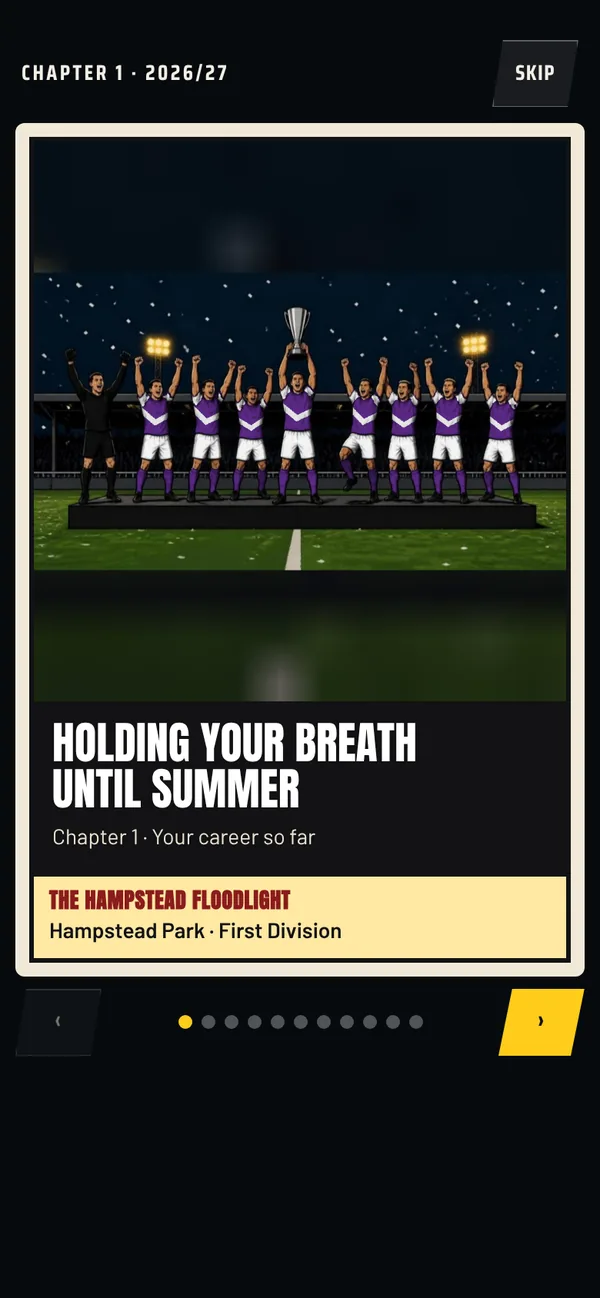 CHAPTER 1 · 2026/27
SKIP
HOLDING YOUR BREATH
UNTIL SUMMER
Chapter 1 · Your career so far
THE HAMPSTEAD FLOODLIGHT
Hampstead Park · First Division
‹
›